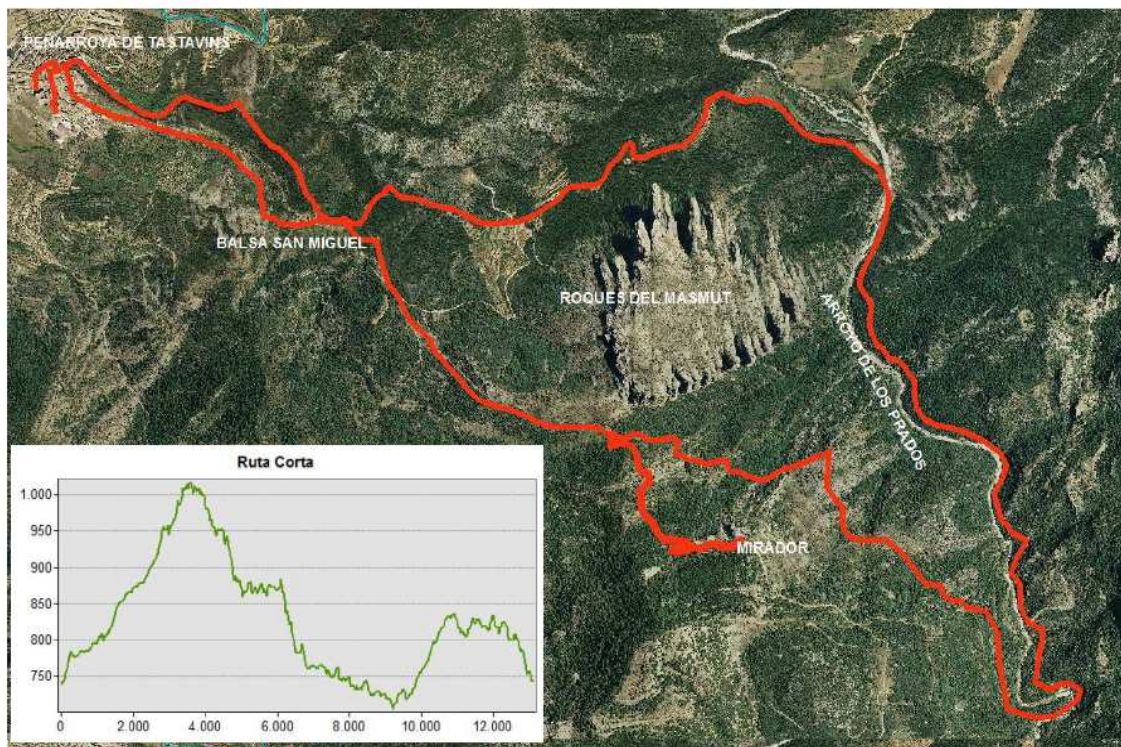 PEÑARROYA DE TASTAVINS
BALSA SAN MIGUEL
ROQUES DEL MASMUT
ARROYO DE LOS PRADOS
MIRADOR
Ruta Corta
1.000
950
900
850
800
750
0
2.000
4.000
6.000
8.000
10.000
12.000